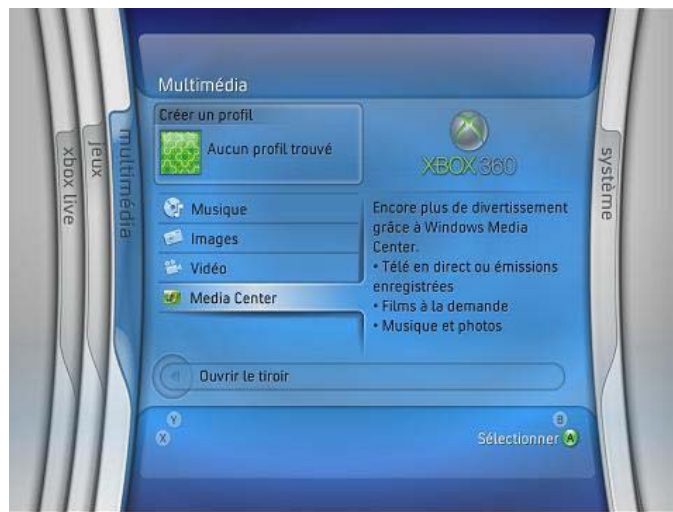 xbox live
jeux
multimédia
Multimédia
Créer un profil
Aucun profil trouvé
XBOX 360
Musique
Images
Vidéo
Media Center
Encore plus de divertissement
grâce à Windows Media
Center.
• Télé en direct ou émissions
enregistrées
• Films à la demande
• Musique et photos
Ouvrir le tiroir
Y
X
B
Sélectionner A
système